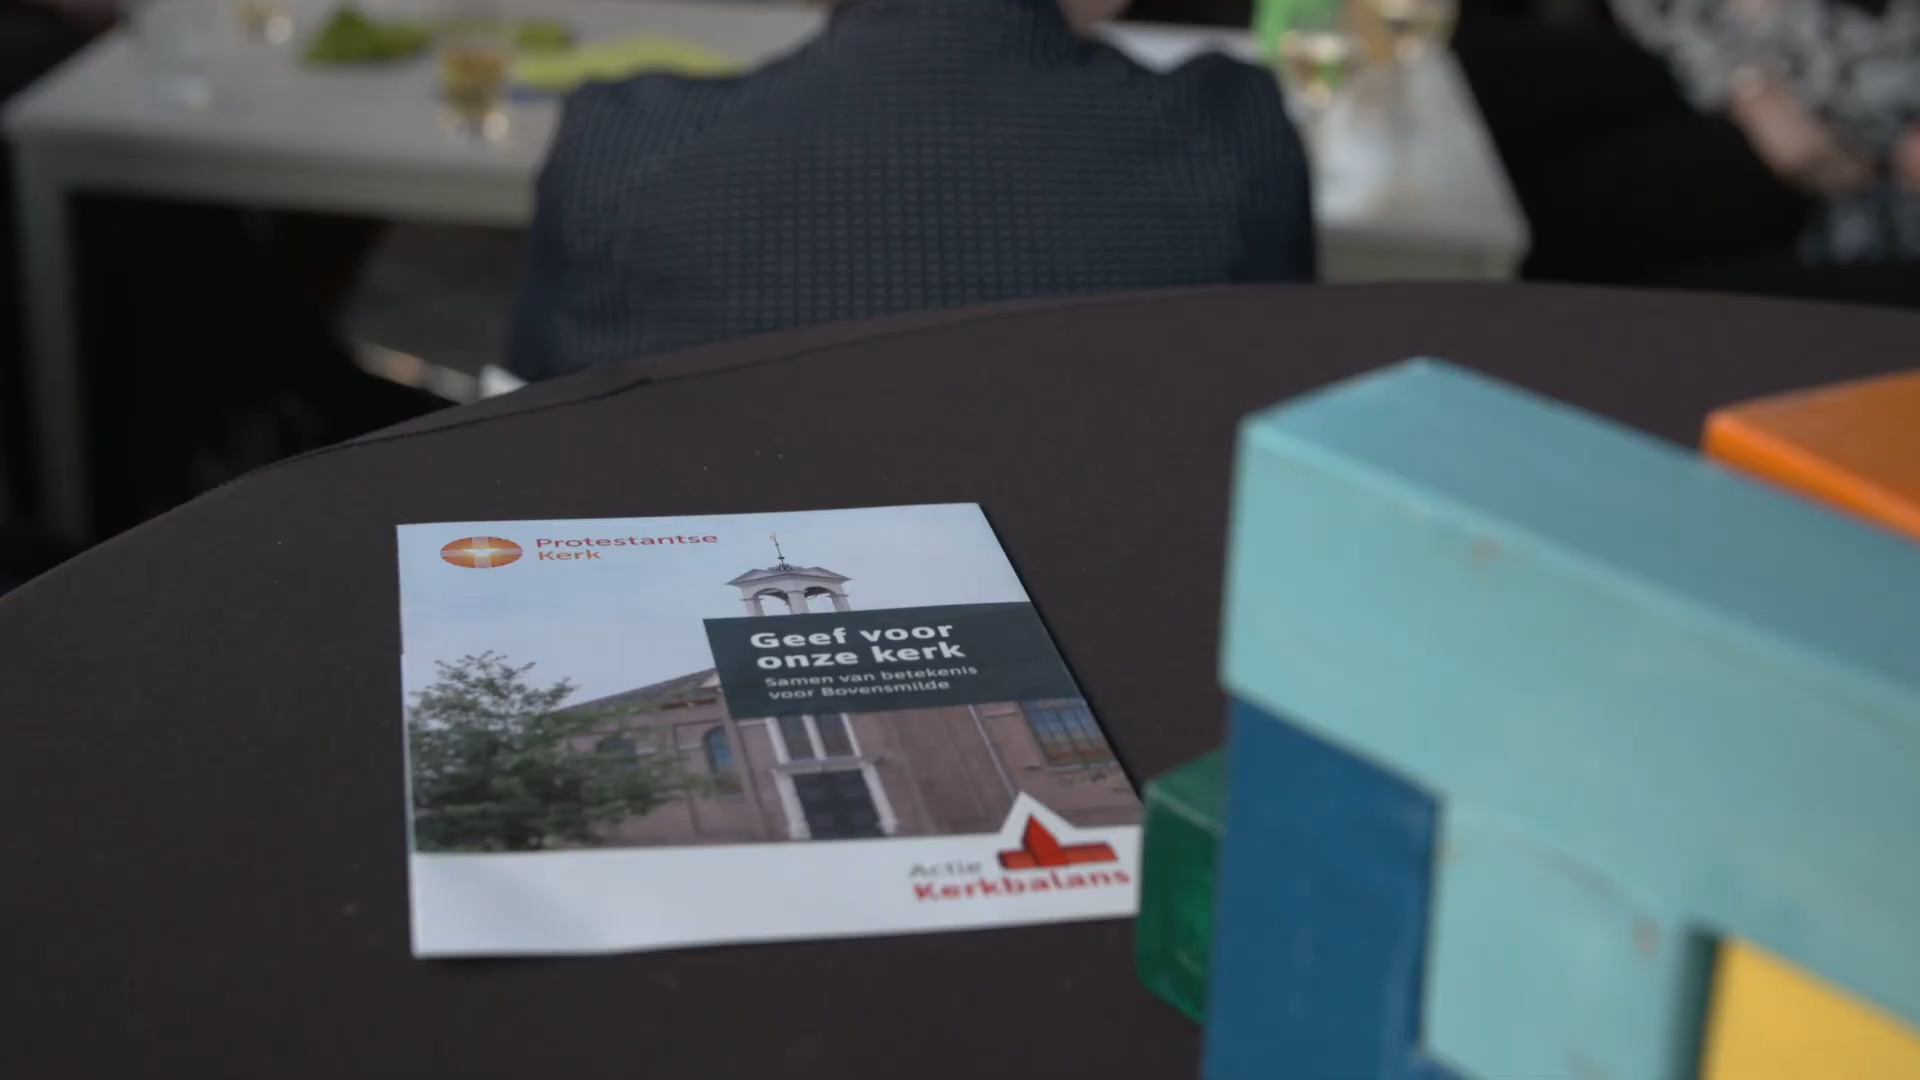 Protestantse
Kerk
Geef voor
onze kerk
Samen van betekenis
voor Bovensmilde
Actie
Kerkbalans